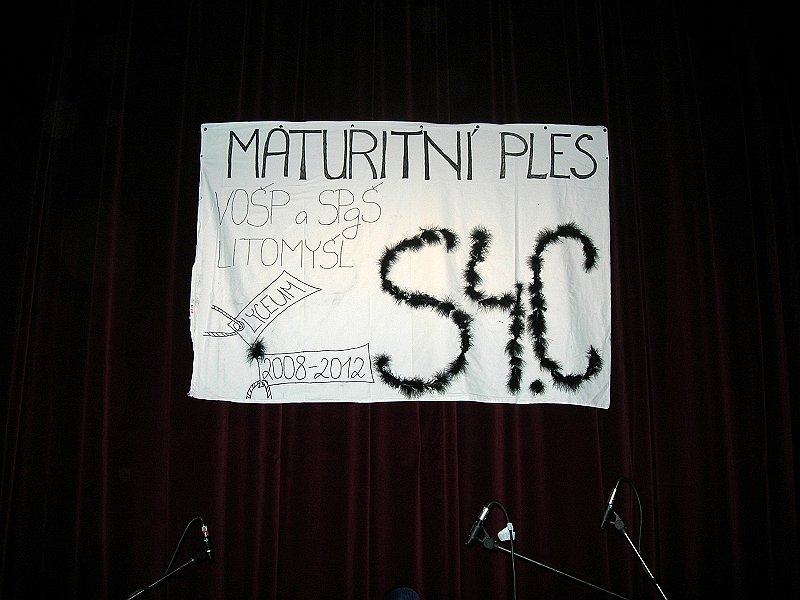 MATURITNÍ PLES
VOŠP a SPgŠ
LITOMYŠL
LYCEUM
2008-2012
S4.C